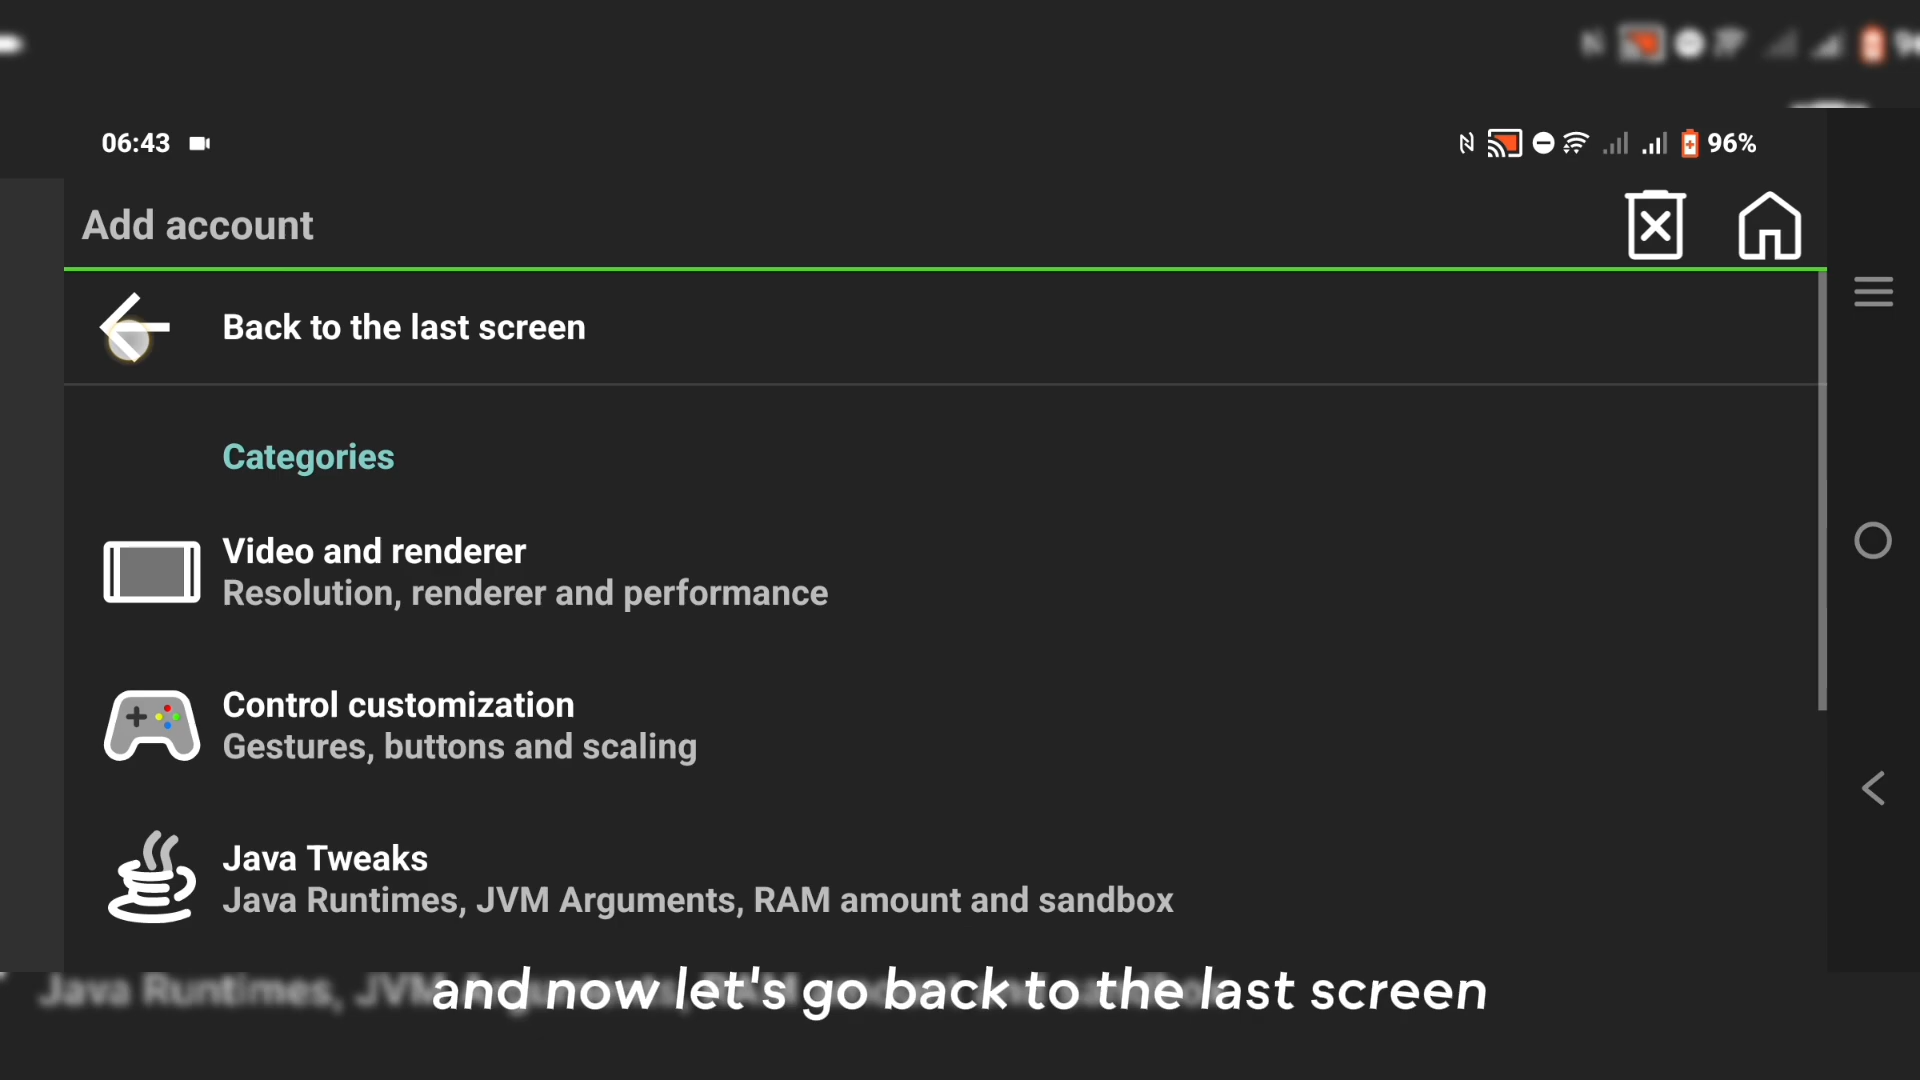 06:43
96%
Add account
Back to the last screen
Categories
Video and renderer
Resolution, renderer and performance
Control customization
Gestures, buttons and scaling
Java Tweaks
Java Runtimes, JVM Arguments, RAM amount and sandbox
and now let's go back to the last screen